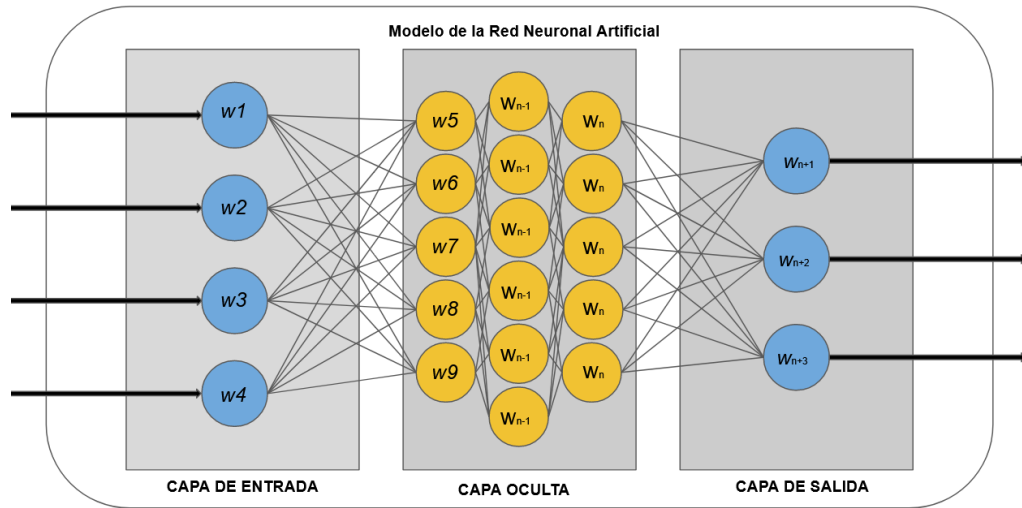 Modelo de la Red Neuronal Artificial
w1
w2
w3
w4
w5
w6
w7
w8
w9
Wn-1
Wn-1
Wn-1
Wn-1
Wn-1
Wn-1
Wn
Wn
Wn
Wn
Wn
Wn+1
Wn+2
Wn+3
CAPA DE ENTRADA
CAPA OCULTA
CAPA DE SALIDA